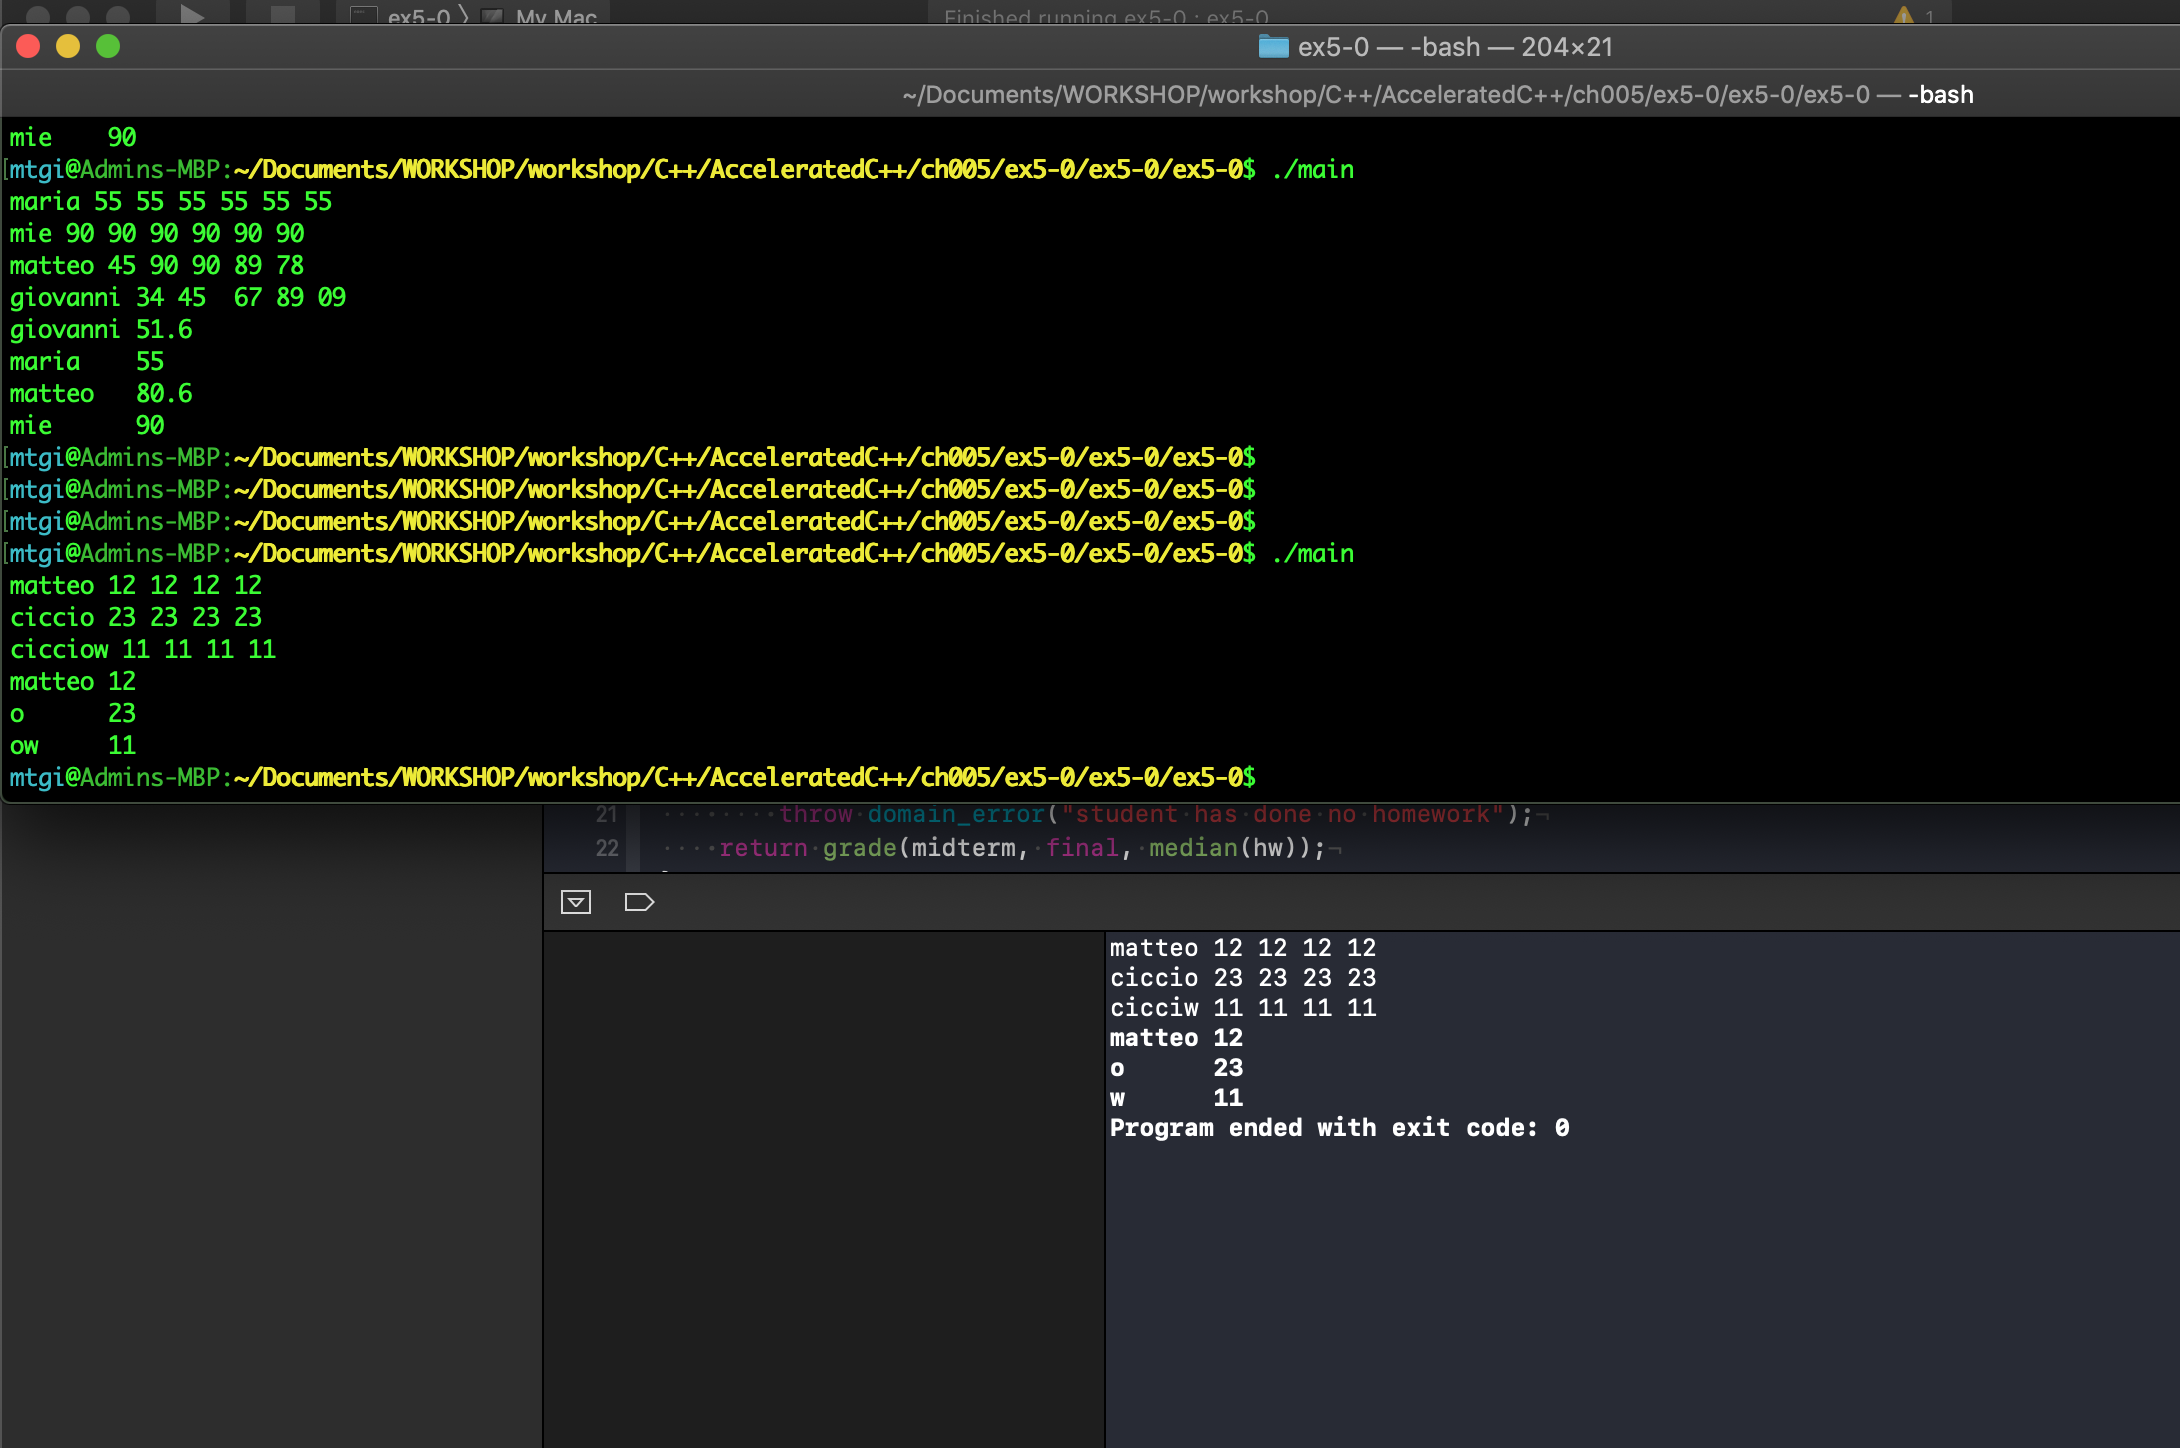 ex5-0 〉 My Mac
Finished running ex5-0 : ex5-0
1
ex5-0 — -bash — 204×21
~/Documents/WORKSHOP/workshop/C++/AcceleratedC++/ch005/ex5-0/ex5-0/ex5-0 — -bash
mie    90
[mtgi@Admins-MBP:~/Documents/WORKSHOP/workshop/C++/AcceleratedC++/ch005/ex5-0/ex5-0/ex5-0$ ./main
maria 55 55 55 55 55 55
mie 90 90 90 90 90 90
matteo 45 90 90 89 78
giovanni 34 45  67 89 09
giovanni 51.6
maria    55
matteo   80.6
mie      90
[mtgi@Admins-MBP:~/Documents/WORKSHOP/workshop/C++/AcceleratedC++/ch005/ex5-0/ex5-0/ex5-0$
[mtgi@Admins-MBP:~/Documents/WORKSHOP/workshop/C++/AcceleratedC++/ch005/ex5-0/ex5-0/ex5-0$
[mtgi@Admins-MBP:~/Documents/WORKSHOP/workshop/C++/AcceleratedC++/ch005/ex5-0/ex5-0/ex5-0$
[mtgi@Admins-MBP:~/Documents/WORKSHOP/workshop/C++/AcceleratedC++/ch005/ex5-0/ex5-0/ex5-0$ ./main
matteo 12 12 12 12
ciccio 23 23 23 23
cicciow 11 11 11 11
matteo 12
o      23
ow     11
mtgi@Admins-MBP:~/Documents/WORKSHOP/workshop/C++/AcceleratedC++/ch005/ex5-0/ex5-0/ex5-0$
21 ········throw·domain_error("student·has·done·no·homework");¬
22 ····return·grade(midterm,·final,·median(hw));¬
matteo 12 12 12 12
ciccio 23 23 23 23
cicciw 11 11 11 11
matteo 12
o      23
w      11
Program ended with exit code: 0